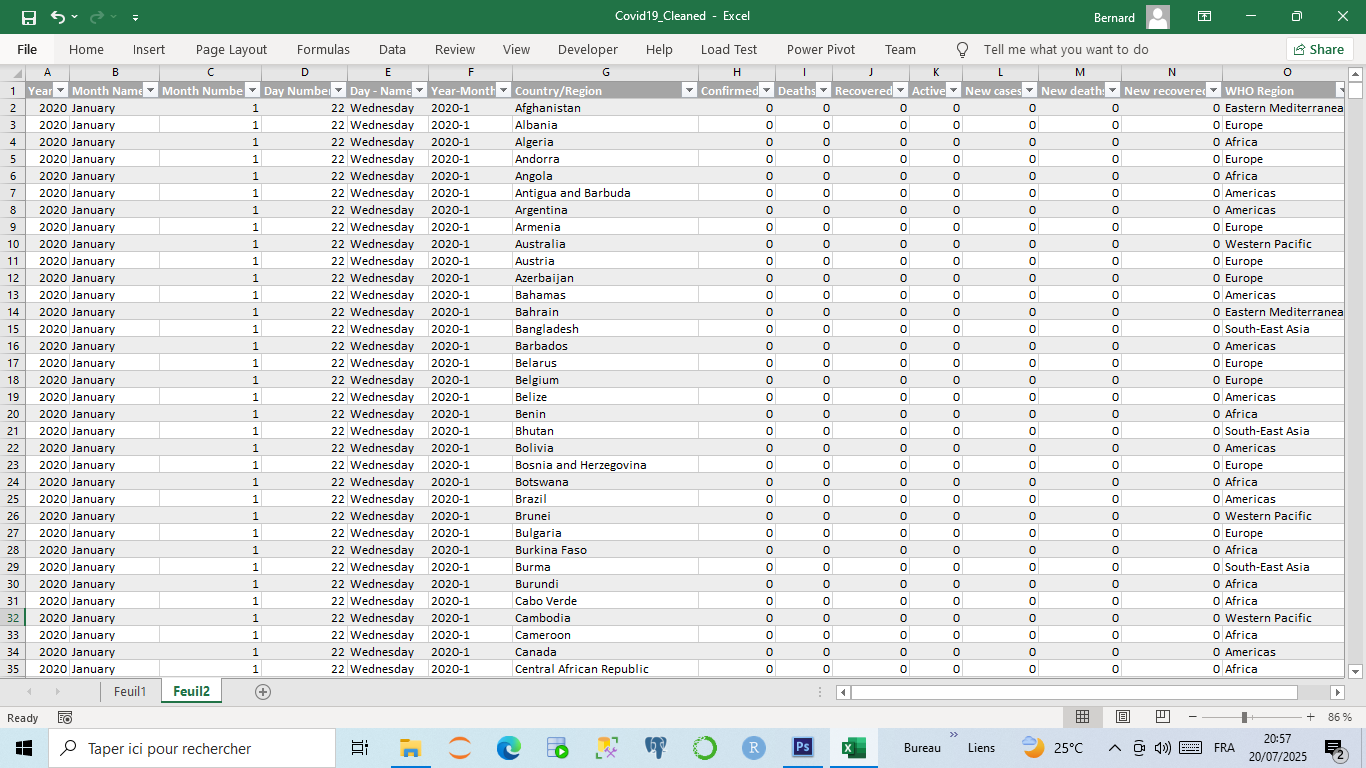 Covid19_Cleaned - Excel
Bernard
File Home Insert Page Layout Formulas Data Review View Developer Help Load Test Power Pivot Team Tell me what you want to do Share
A B C D E F G H I J K L M N O
1 Year Month Name Month Numbe Day Number Day - Name Year-Month Country/Region Confirmed Deaths Recovered Active New cases New deaths New recovered WHO Region
2 2020 January 1 22 Wednesday 2020-1 Afghanistan 0 0 0 0 0 0 0 Eastern Mediterranea
3 2020 January 1 22 Wednesday 2020-1 Albania 0 0 0 0 0 0 0 Europe
4 2020 January 1 22 Wednesday 2020-1 Algeria 0 0 0 0 0 0 0 Africa
5 2020 January 1 22 Wednesday 2020-1 Andorra 0 0 0 0 0 0 0 Europe
6 2020 January 1 22 Wednesday 2020-1 Angola 0 0 0 0 0 0 0 Africa
7 2020 January 1 22 Wednesday 2020-1 Antigua and Barbuda 0 0 0 0 0 0 0 Americas
8 2020 January 1 22 Wednesday 2020-1 Argentina 0 0 0 0 0 0 0 Americas
9 2020 January 1 22 Wednesday 2020-1 Armenia 0 0 0 0 0 0 0 Europe
10 2020 January 1 22 Wednesday 2020-1 Australia 0 0 0 0 0 0 0 Western Pacific
11 2020 January 1 22 Wednesday 2020-1 Austria 0 0 0 0 0 0 0 Europe
12 2020 January 1 22 Wednesday 2020-1 Azerbaijan 0 0 0 0 0 0 0 Europe
13 2020 January 1 22 Wednesday 2020-1 Bahamas 0 0 0 0 0 0 0 Americas
14 2020 January 1 22 Wednesday 2020-1 Bahrain 0 0 0 0 0 0 0 Eastern Mediterranea
15 2020 January 1 22 Wednesday 2020-1 Bangladesh 0 0 0 0 0 0 0 South-East Asia
16 2020 January 1 22 Wednesday 2020-1 Barbados 0 0 0 0 0 0 0 Americas
17 2020 January 1 22 Wednesday 2020-1 Belarus 0 0 0 0 0 0 0 Europe
18 2020 January 1 22 Wednesday 2020-1 Belgium 0 0 0 0 0 0 0 Europe
19 2020 January 1 22 Wednesday 2020-1 Belize 0 0 0 0 0 0 0 Americas
20 2020 January 1 22 Wednesday 2020-1 Benin 0 0 0 0 0 0 0 Africa
21 2020 January 1 22 Wednesday 2020-1 Bhutan 0 0 0 0 0 0 0 South-East Asia
22 2020 January 1 22 Wednesday 2020-1 Bolivia 0 0 0 0 0 0 0 Americas
23 2020 January 1 22 Wednesday 2020-1 Bosnia and Herzegovina 0 0 0 0 0 0 0 Europe
24 2020 January 1 22 Wednesday 2020-1 Botswana 0 0 0 0 0 0 0 Africa
25 2020 January 1 22 Wednesday 2020-1 Brazil 0 0 0 0 0 0 0 Americas
26 2020 January 1 22 Wednesday 2020-1 Brunei 0 0 0 0 0 0 0 Western Pacific
27 2020 January 1 22 Wednesday 2020-1 Bulgaria 0 0 0 0 0 0 0 Europe
28 2020 January 1 22 Wednesday 2020-1 Burkina Faso 0 0 0 0 0 0 0 Africa
29 2020 January 1 22 Wednesday 2020-1 Burma 0 0 0 0 0 0 0 South-East Asia
30 2020 January 1 22 Wednesday 2020-1 Burundi 0 0 0 0 0 0 0 Africa
31 2020 January 1 22 Wednesday 2020-1 Cabo Verde 0 0 0 0 0 0 0 Africa
32 2020 January 1 22 Wednesday 2020-1 Cambodia 0 0 0 0 0 0 0 Western Pacific
33 2020 January 1 22 Wednesday 2020-1 Cameroon 0 0 0 0 0 0 0 Africa
34 2020 January 1 22 Wednesday 2020-1 Canada 0 0 0 0 0 0 0 Americas
35 2020 January 1 22 Wednesday 2020-1 Central African Republic 0 0 0 0 0 0 0 Africa
Feuil1 Feuil2
Ready 86 %
Taper ici pour rechercher Ps R Bureau » Liens 25°C FRA 20:57
20/07/2025 2